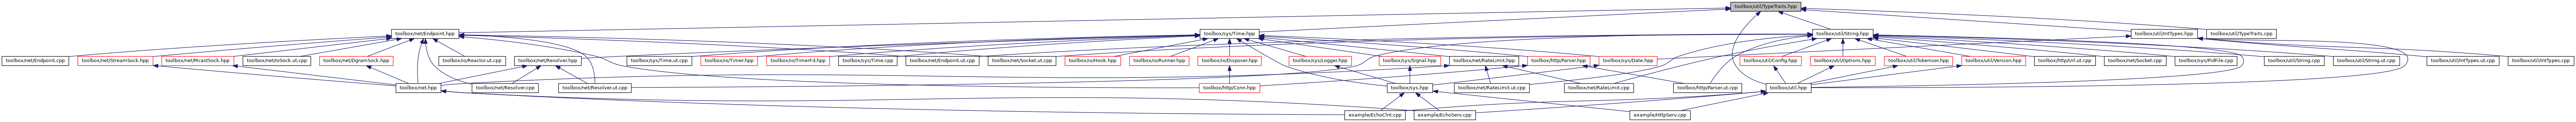 toolbox/util/TypeTraits.hpp
toolbox/net/Endpoint.hpp
toolbox/sys/Time.hpp
toolbox/util/String.hpp
toolbox/util/IntTypes.hpp
toolbox/util/TypeTraits.cpp
toolbox/net/Endpoint.cpp
toolbox/net/StreamSock.hpp
toolbox/net/McastSock.hpp
toolbox/net/IoSock.ut.cpp
toolbox/net/DgramSock.hpp
toolbox/io/Reactor.ut.cpp
toolbox/net/Resolver.hpp
toolbox/sys/Time.ut.cpp
toolbox/io/Timer.hpp
toolbox/io/TimerFd.hpp
toolbox/sys/Time.cpp
toolbox/net/Endpoint.ut.cpp
toolbox/net/Socket.ut.cpp
toolbox/io/Hook.hpp
toolbox/io/Runner.hpp
toolbox/io/Disposer.hpp
toolbox/sys/Logger.hpp
toolbox/sys/Signal.hpp
toolbox/net/RateLimit.hpp
toolbox/http/Parser.hpp
toolbox/sys/Date.hpp
toolbox/util/Config.hpp
toolbox/util/Options.hpp
toolbox/util/Tokeniser.hpp
toolbox/util/Version.hpp
toolbox/http/Url.ut.cpp
toolbox/net/Socket.cpp
toolbox/sys/PidFile.cpp
toolbox/util/String.cpp
toolbox/util/String.ut.cpp
toolbox/util/IntTypes.ut.cpp
toolbox/util/IntTypes.cpp
toolbox/net.hpp
toolbox/net/Resolver.cpp
toolbox/net/Resolver.ut.cpp
toolbox/http/Conn.hpp
toolbox/sys.hpp
toolbox/net/RateLimit.ut.cpp
toolbox/net/RateLimit.cpp
toolbox/http/Parser.ut.cpp
toolbox/util.hpp
example/EchoClnt.cpp
example/EchoServ.cpp
example/HttpServ.cpp